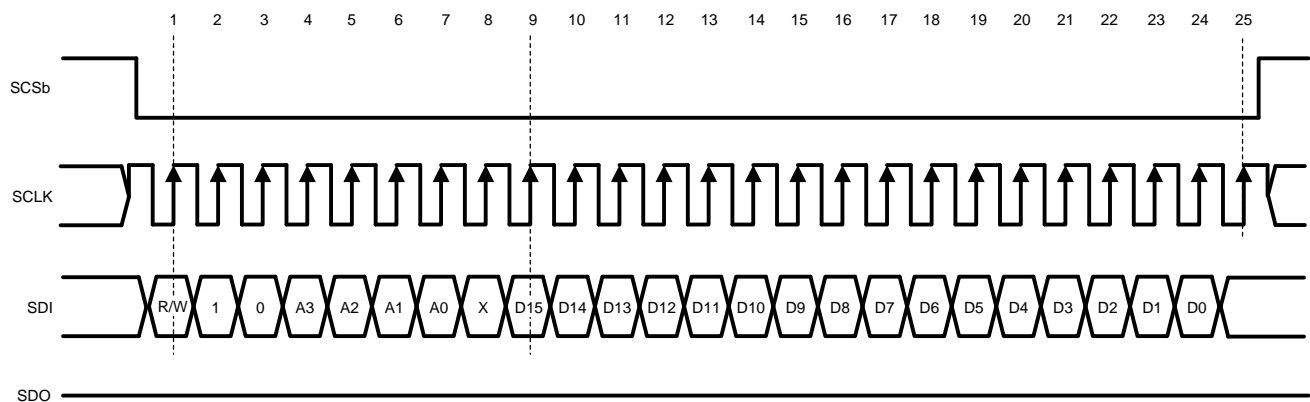 1 2 3 4 5 6 7 8 9 10 11 12 13 14 15 16 17 18 19 20 21 22 23 24 25
SCSb
SCLK
SDI R/W 1 0 A3 A2 A1 A0 X D15 D14 D13 D12 D11 D10 D9 D8 D7 D6 D5 D4 D3 D2 D1 D0
SDO